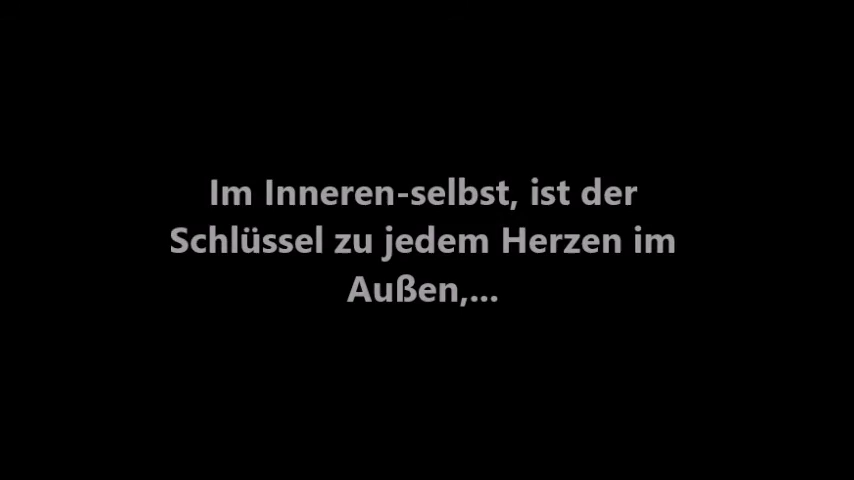 Im Inneren-selbst, ist der
Schlüssel zu jedem Herzen im
Außen,...